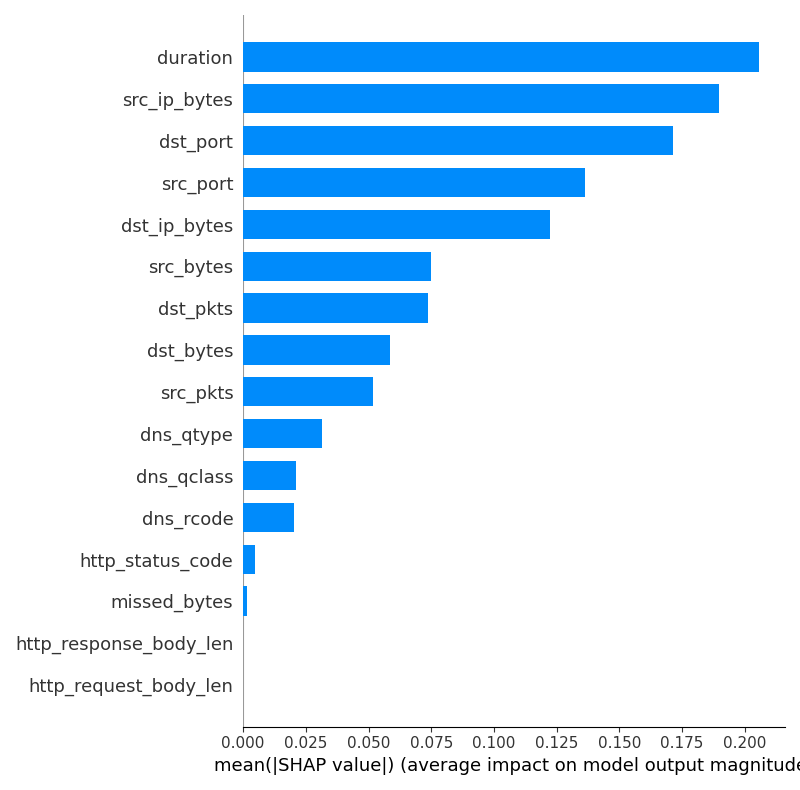 duration
src_ip_bytes
dst_port
src_port
dst_ip_bytes
src_bytes
dst_pkts
dst_bytes
src_pkts
dns_qtype
dns_qclass
dns_rcode
http_status_code
missed_bytes
http_response_body_len
http_request_body_len
0.000 0.025 0.050 0.075 0.100 0.125 0.150 0.175 0.200
mean(|SHAP value|) (average impact on model output magnitude